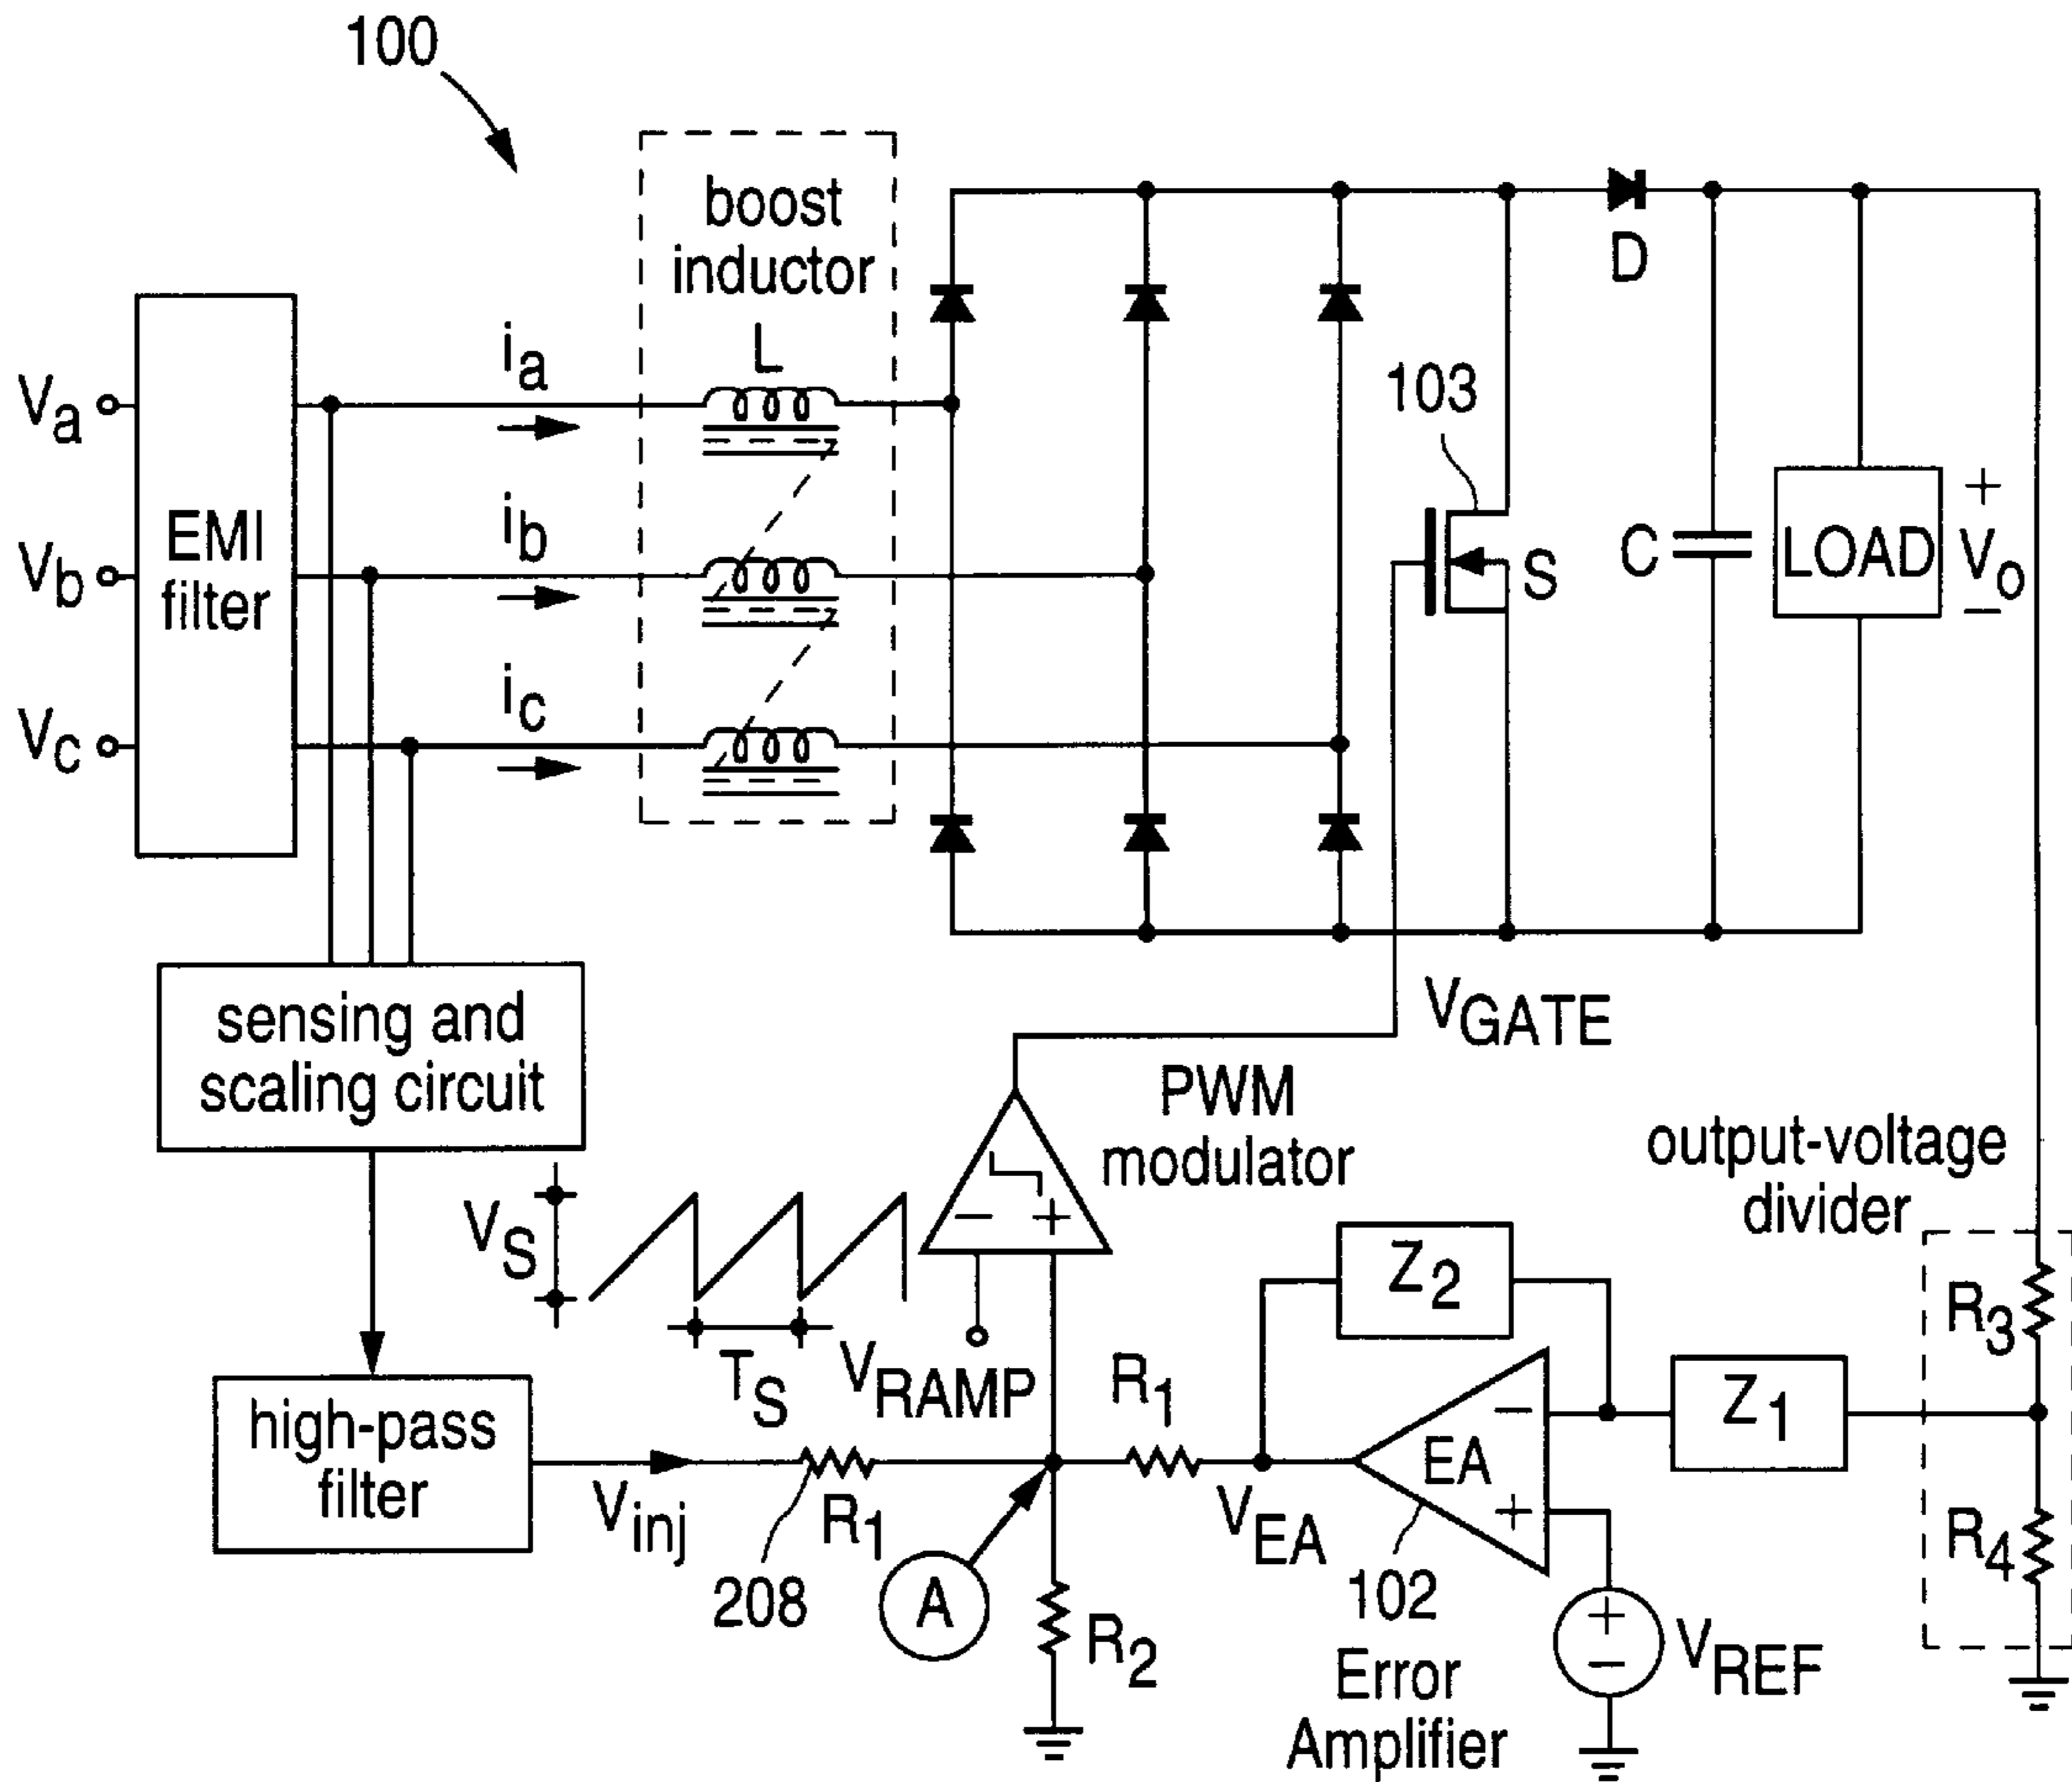 100
boost
inductor
L
D
EMI
filter
Va
Vb
Vc
ia
ib
ic
103
S
C
LOAD
+
Vo
−
VGATE
sensing and
scaling circuit
PWM
modulator
− +
output-voltage
divider
VS
TS
VRAMP
Z2
R3
high-pass
filter
Vinj
R1
208
A
R2
R1
VEA
EA
−
+
Z1
R4
102
Error
Amplifier
+
−
VREF